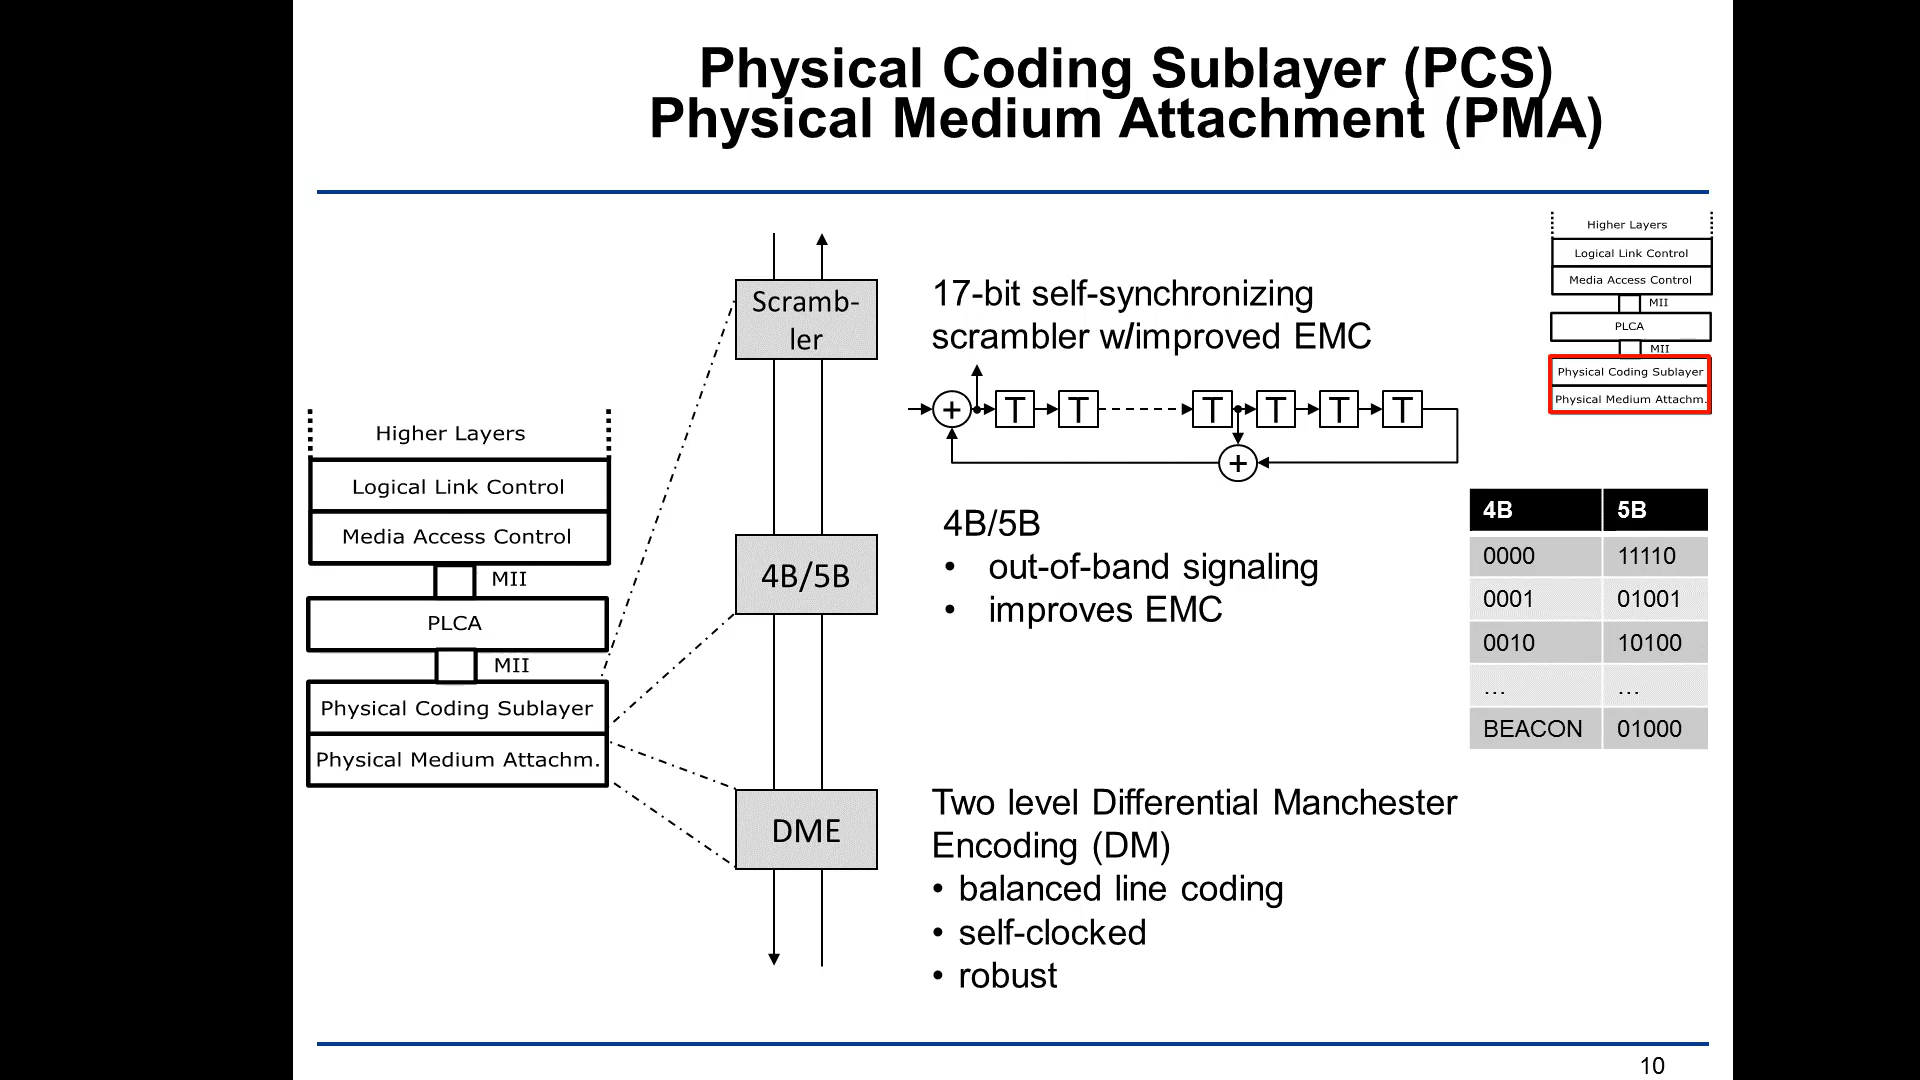 Physical Coding Sublayer (PCS)
Physical Medium Attachment (PMA)
Higher Layers
Logical Link Control
Media Access Control
MII
PLCA
MII
Physical Coding Sublayer
Physical Medium Attachm.
Scramb-
ler
4B/5B
DME
17-bit self-synchronizing
scrambler w/improved EMC
+ T T T T T T
+
4B/5B
• out-of-band signaling
• improves EMC
Two level Differential Manchester
Encoding (DM)
• balanced line coding
• self-clocked
• robust
Higher Layers
Logical Link Control
Media Access Control
MII
PLCA
MII
Physical Coding Sublayer
Physical Medium Attachm.
4B 5B
0000 11110
0001 01001
0010 10100
... ...
BEACON 01000
10